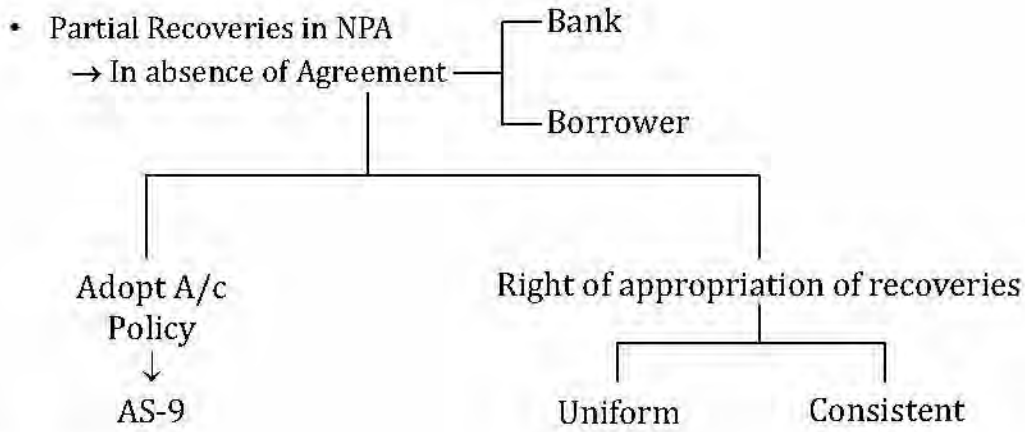 • Partial Recoveries in NPA
→ In absence of Agreement
Bank
Borrower
Adopt A/c
Policy
↓
AS-9
Right of appropriation of recoveries
Uniform
Consistent